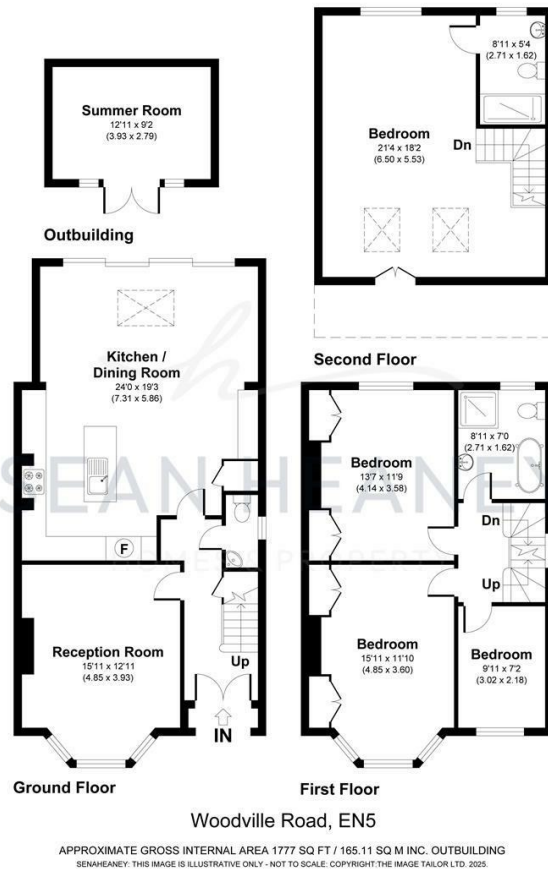 Summer Room
12'11 x 9'2
(3.93 x 2.79)
Outbuilding
8'11 x 5'4
(2.71 x 1.62)
Bedroom
21'4 x 18'2
(6.50 x 5.53)
Dn
Second Floor
Kitchen /
Dining Room
24'0 x 19'3
(7.31 x 5.86)
F
Reception Room
15'11 x 12'11
(4.85 x 3.93)
Up
IN
Ground Floor
Bedroom
13'7 x 11'9
(4.14 x 3.58)
8'11 x 7'0
(2.71 x 1.62)
Dn
Up
Bedroom
15'11 x 11'10
(4.85 x 3.60)
Bedroom
9'11 x 7'2
(3.02 x 2.18)
First Floor
SEAN HEANEY
HOMES & PROPERTY
Woodville Road, EN5
APPROXIMATE GROSS INTERNAL AREA 1777 SQ FT / 165.11 SQ M INC. OUTBUILDING
SENAHEANEY: THIS IMAGE IS ILLUSTRATIVE ONLY - NOT TO SCALE: COPYRIGHT:THE IMAGE TAILOR LTD. 2025.